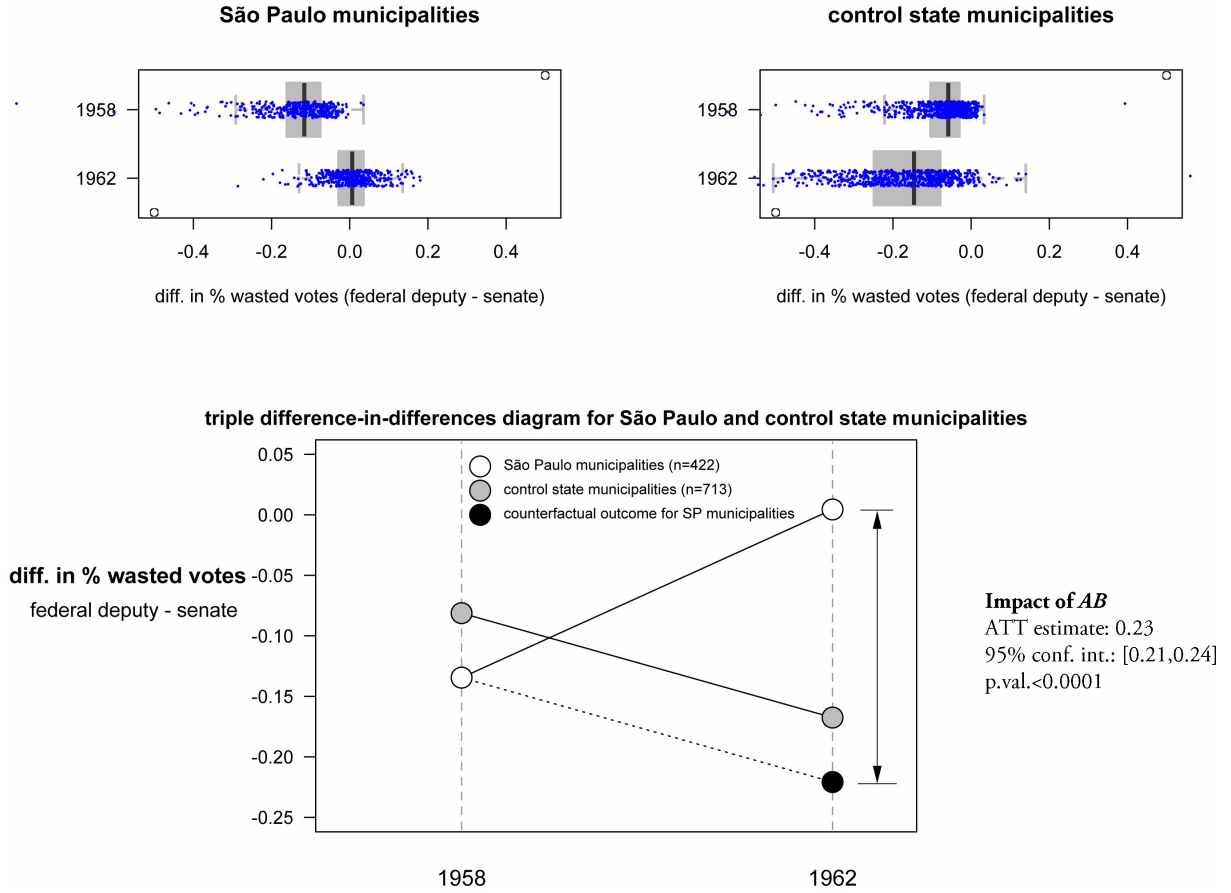 São Paulo municipalities
1958
1962
-0.4 -0.2 0.0 0.2 0.4
diff. in % wasted votes (federal deputy - senate)
control state municipalities
1958
1962
-0.4 -0.2 0.0 0.2 0.4
diff. in % wasted votes (federal deputy - senate)
triple difference-in-differences diagram for São Paulo and control state municipalities
0.05
0.00
-0.05
-0.10
-0.15
-0.20
-0.25
diff. in % wasted votes
federal deputy - senate
São Paulo municipalities (n=422)
control state municipalities (n=713)
counterfactual outcome for SP municipalities
1958 1962
Impact of AB
ATT estimate: 0.23
95% conf. int.: [0.21,0.24]
p.val.<0.0001